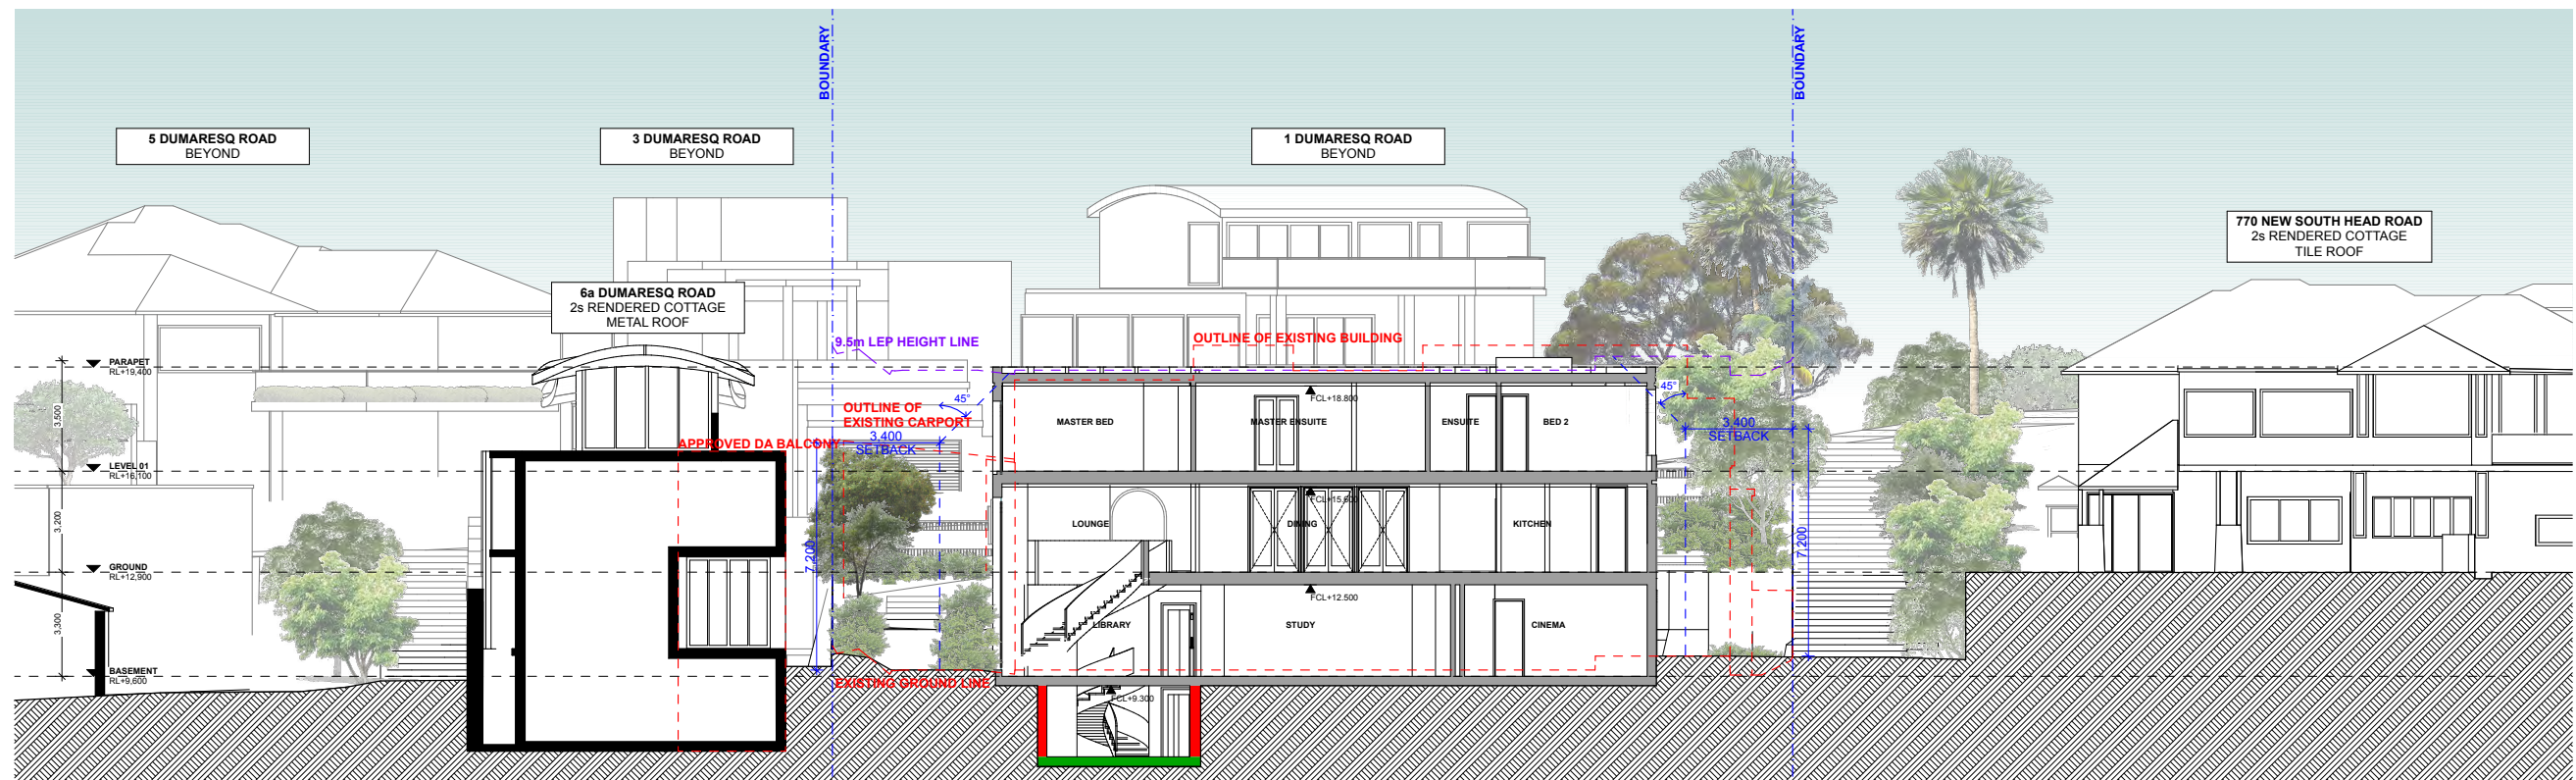 BOUNDARY
BOUNDARY
5 DUMARESQ ROAD
BEYOND
3 DUMARESQ ROAD
BEYOND
1 DUMARESQ ROAD
BEYOND
770 NEW SOUTH HEAD ROAD
2s RENDERED COTTAGE
TILE ROOF
6a DUMARESQ ROAD
2s RENDERED COTTAGE
METAL ROOF
9.5m LEP HEIGHT LINE
OUTLINE OF EXISTING BUILDING
PARAPET
RL+19,400
3,500
LEVEL 01
RL+16,100
3,200
GROUND
RL+12,900
3,300
BASEMENT
RL+9,600
OUTLINE OF
EXISTING CARPORT
APPROVED DA BALCONY
45°
3,400
SETBACK
7,200
45°
3,400
SETBACK
7,200
FCL+18.800
MASTER BED
MASTER ENSUITE
ENSUITE
BED 2
FCL+15.600
LOUNGE
DINING
KITCHEN
FCL+12.500
LIBRARY
STUDY
CINEMA
EXISTING GROUND LINE
FCL+9.300